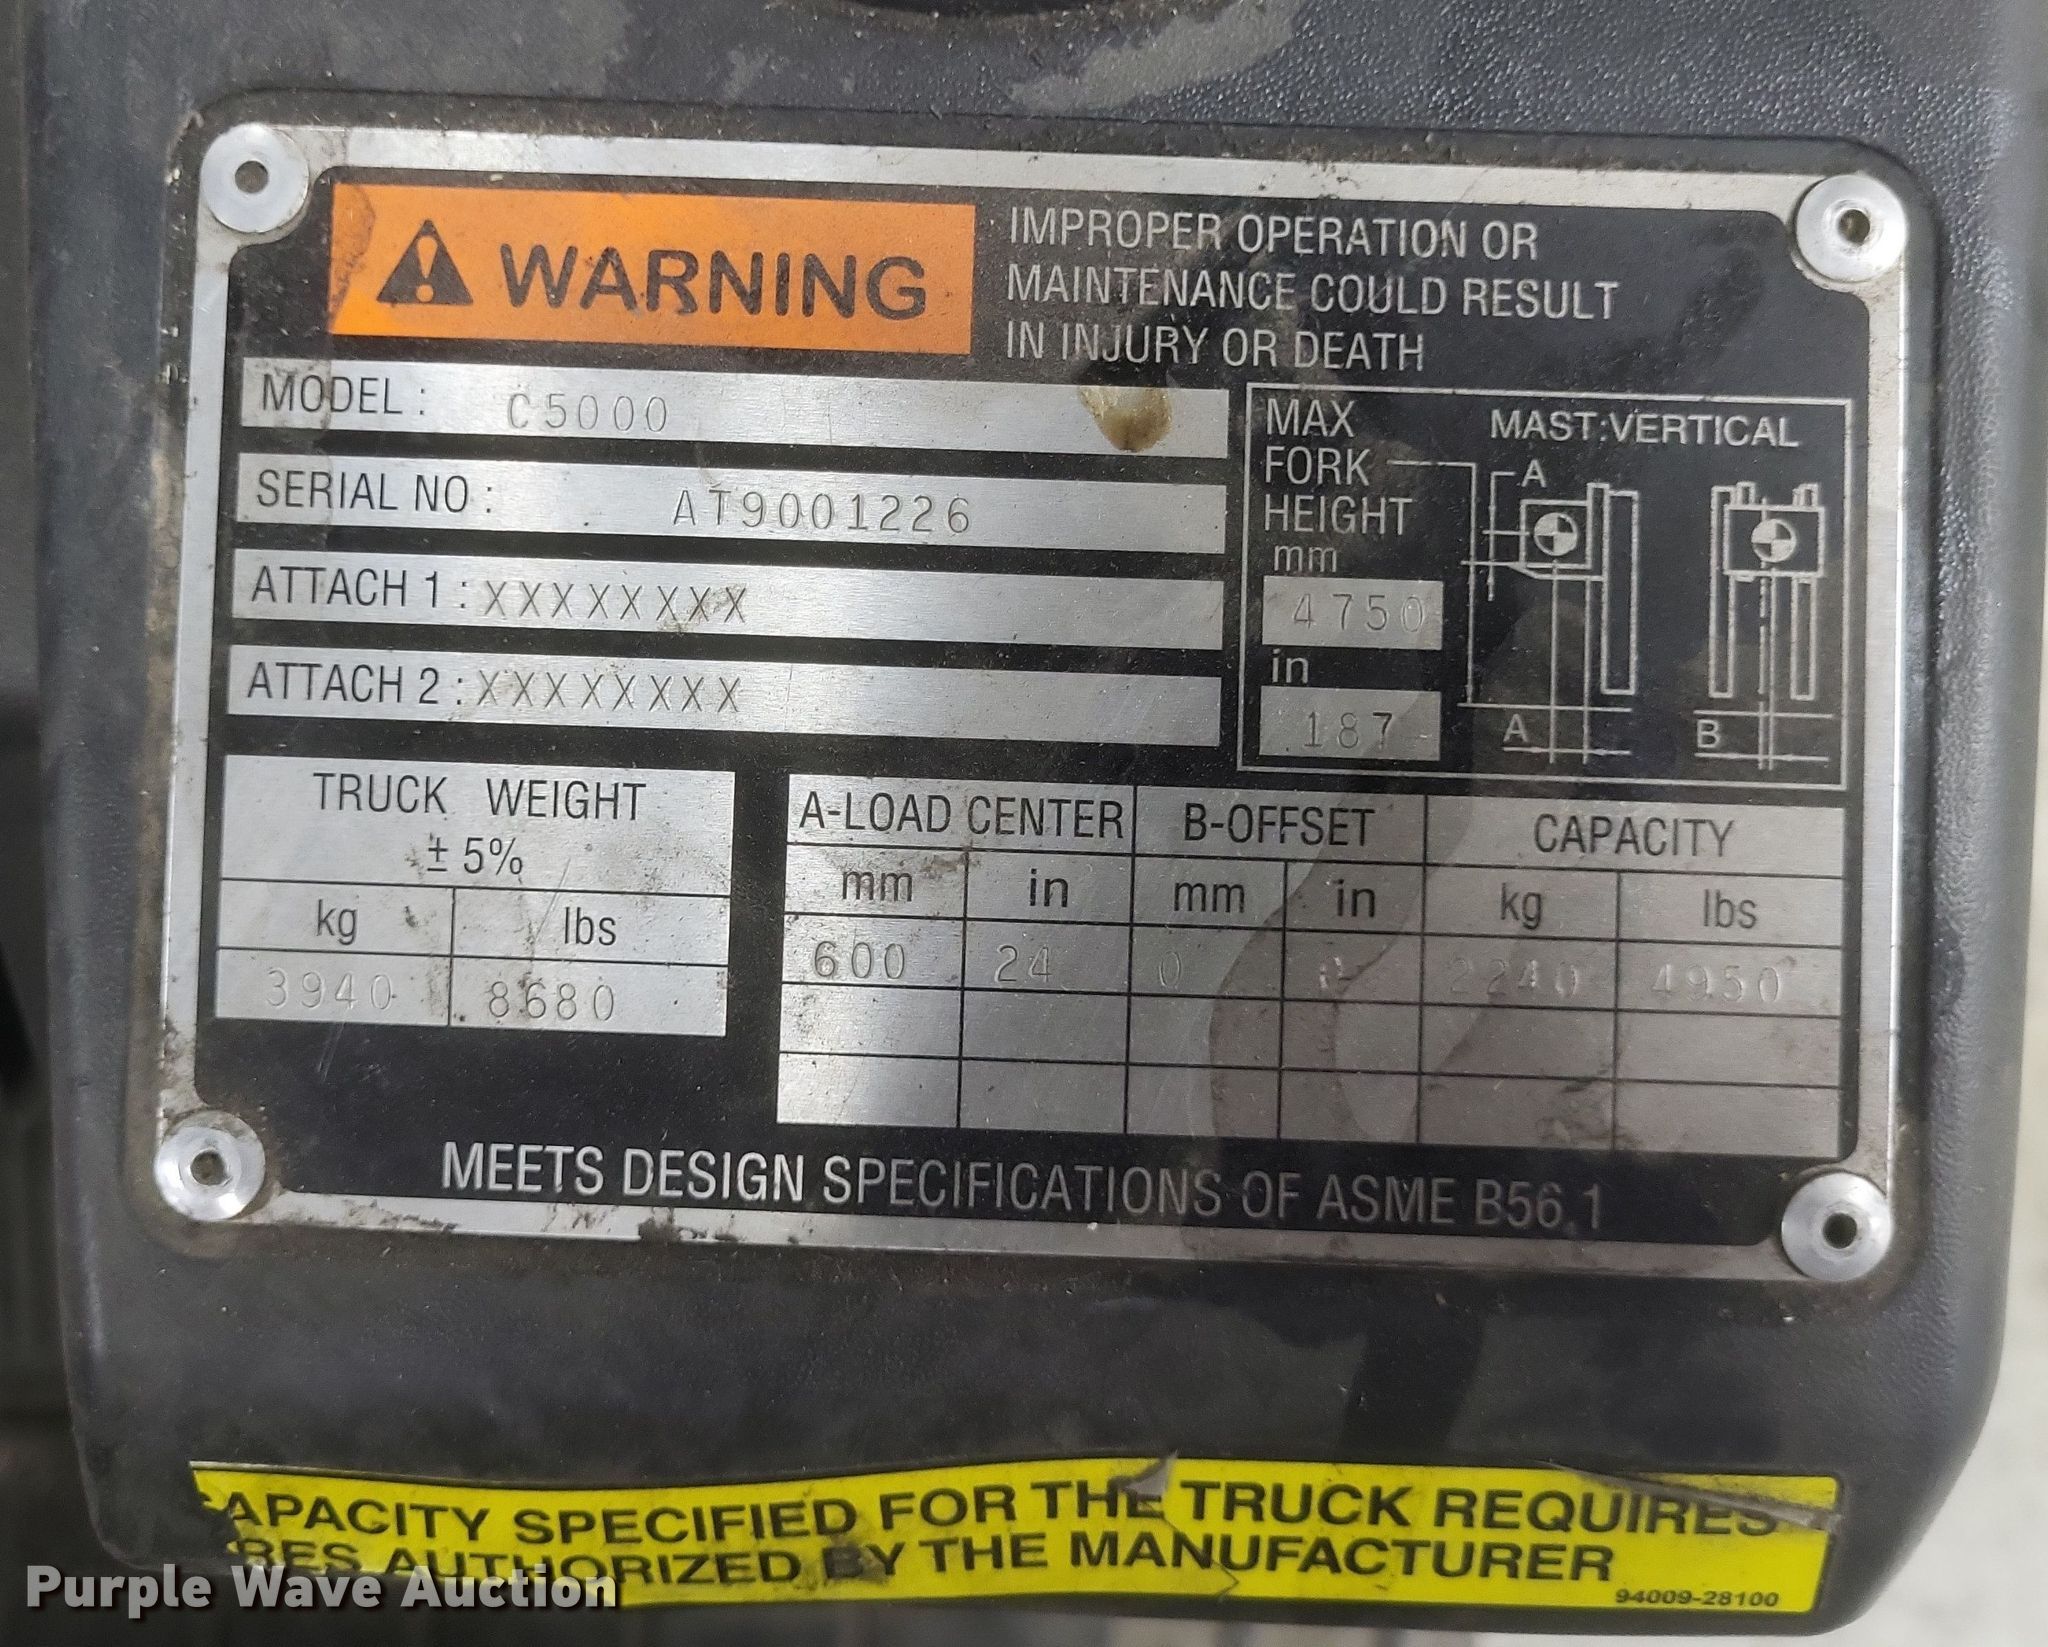 WARNING
IMPROPER OPERATION OR
MAINTENANCE COULD RESULT
IN INJURY OR DEATH
MODEL : C5000
SERIAL NO : AT9001226
ATTACH 1 : XXXXXXXX
ATTACH 2 : XXXXXXXX
MAX
FORK
HEIGHT
mm
4750
in
187
MAST:VERTICAL
A
A
B
TRUCK WEIGHT
± 5%
kg lbs
3940 8680
A-LOAD CENTER B-OFFSET CAPACITY
mm in mm in kg lbs
600 24 0 0 2240 4950
MEETS DESIGN SPECIFICATIONS OF ASME B56.1
CAPACITY SPECIFIED FOR THE TRUCK REQUIRES
AUTHORIZED BY THE MANUFACTURER
94009-28100
Purple Wave Auction